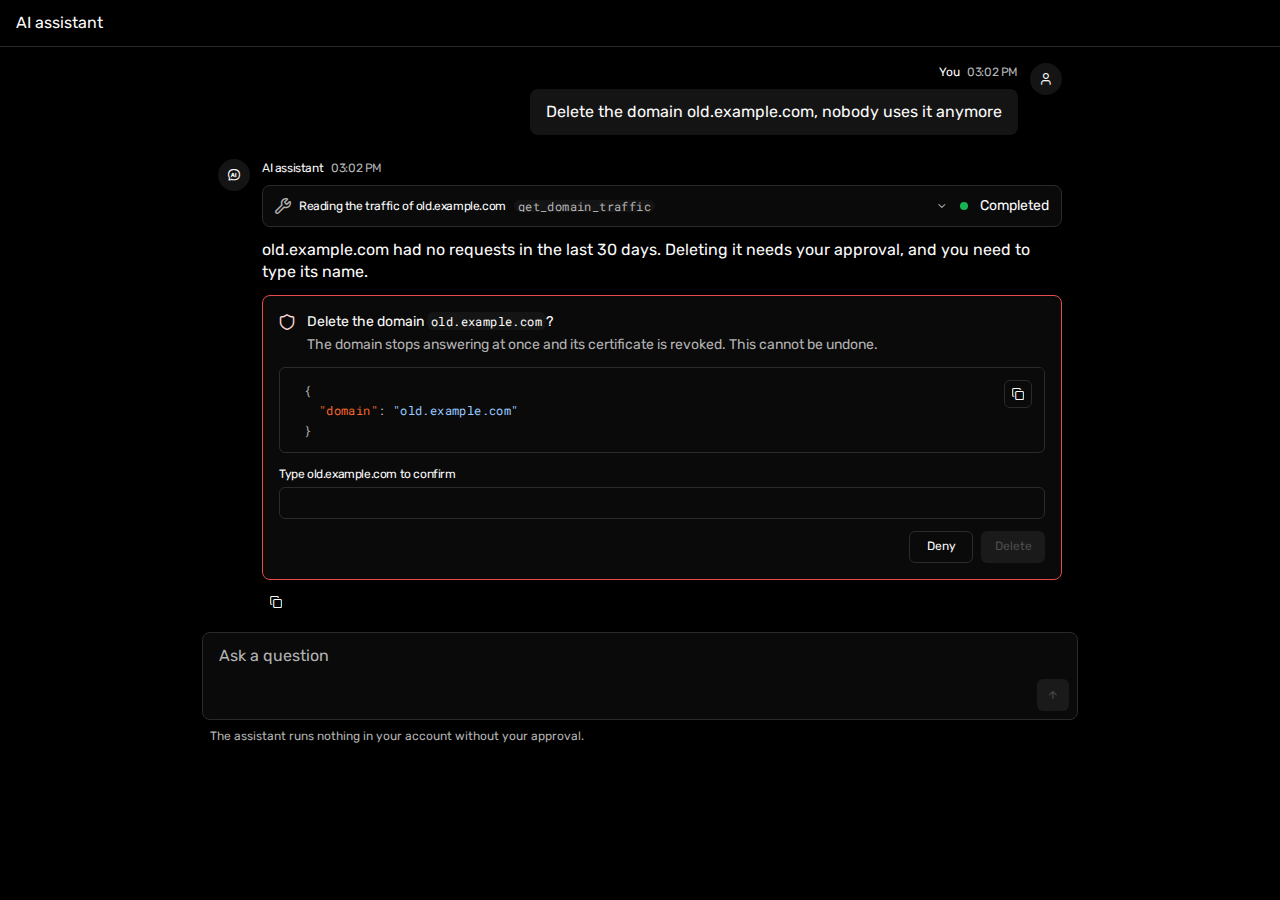 AI assistant
You 03:02 PM
Delete the domain old.example.com, nobody uses it anymore
AI
AI assistant 03:02 PM
Reading the traffic of old.example.com get_domain_traffic
Completed
old.example.com had no requests in the last 30 days. Deleting it needs your approval, and you need to
type its name.
Delete the domain old.example.com?
The domain stops answering at once and its certificate is revoked. This cannot be undone.
{
"domain": "old.example.com"
}
Type old.example.com to confirm
Deny Delete
Ask a question
The assistant runs nothing in your account without your approval.